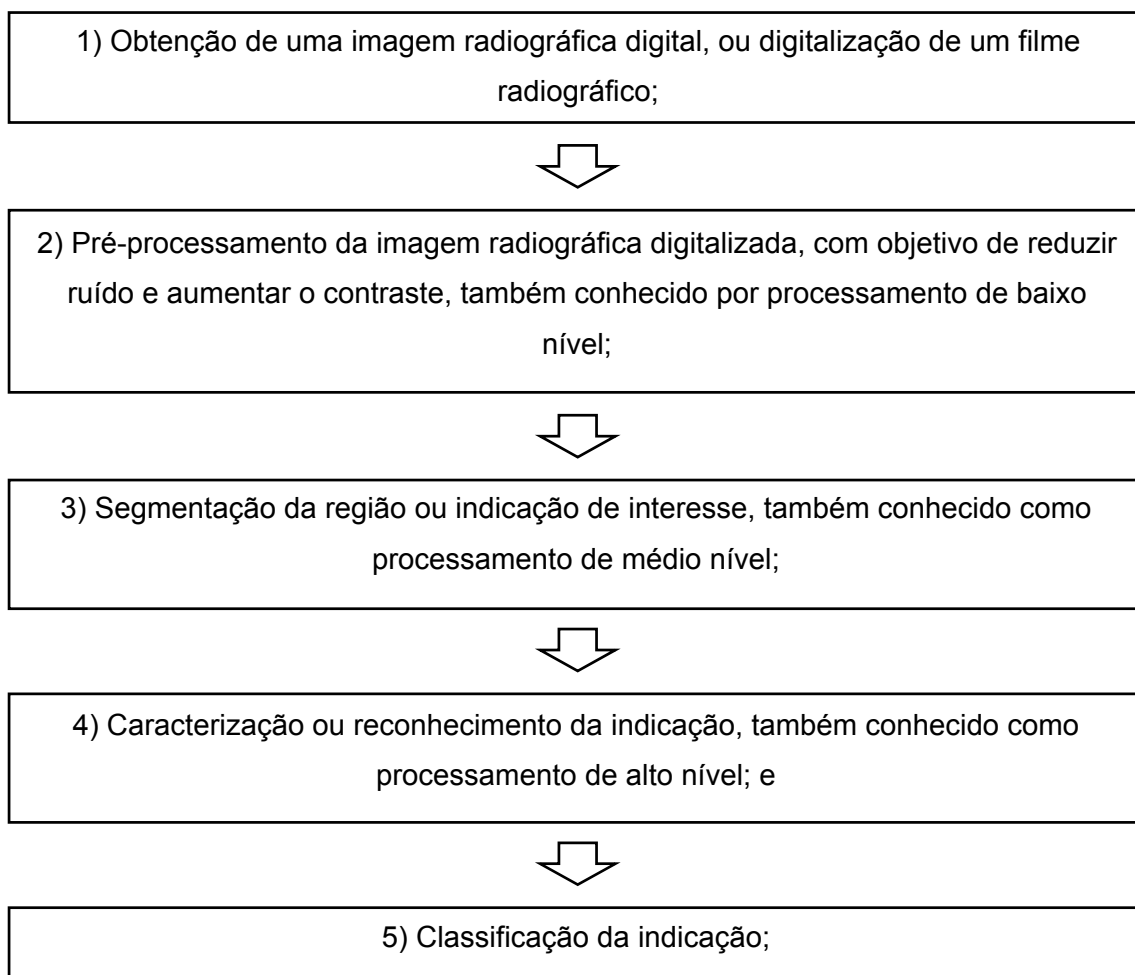 1) Obtenção de uma imagem radiográfica digital, ou digitalização de um filme
radiográfico;
2) Pré-processamento da imagem radiográfica digitalizada, com objetivo de reduzir
ruído e aumentar o contraste, também conhecido por processamento de baixo
nível;
3) Segmentação da região ou indicação de interesse, também conhecido como
processamento de médio nível;
4) Caracterização ou reconhecimento da indicação, também conhecido como
processamento de alto nível; e
5) Classificação da indicação;